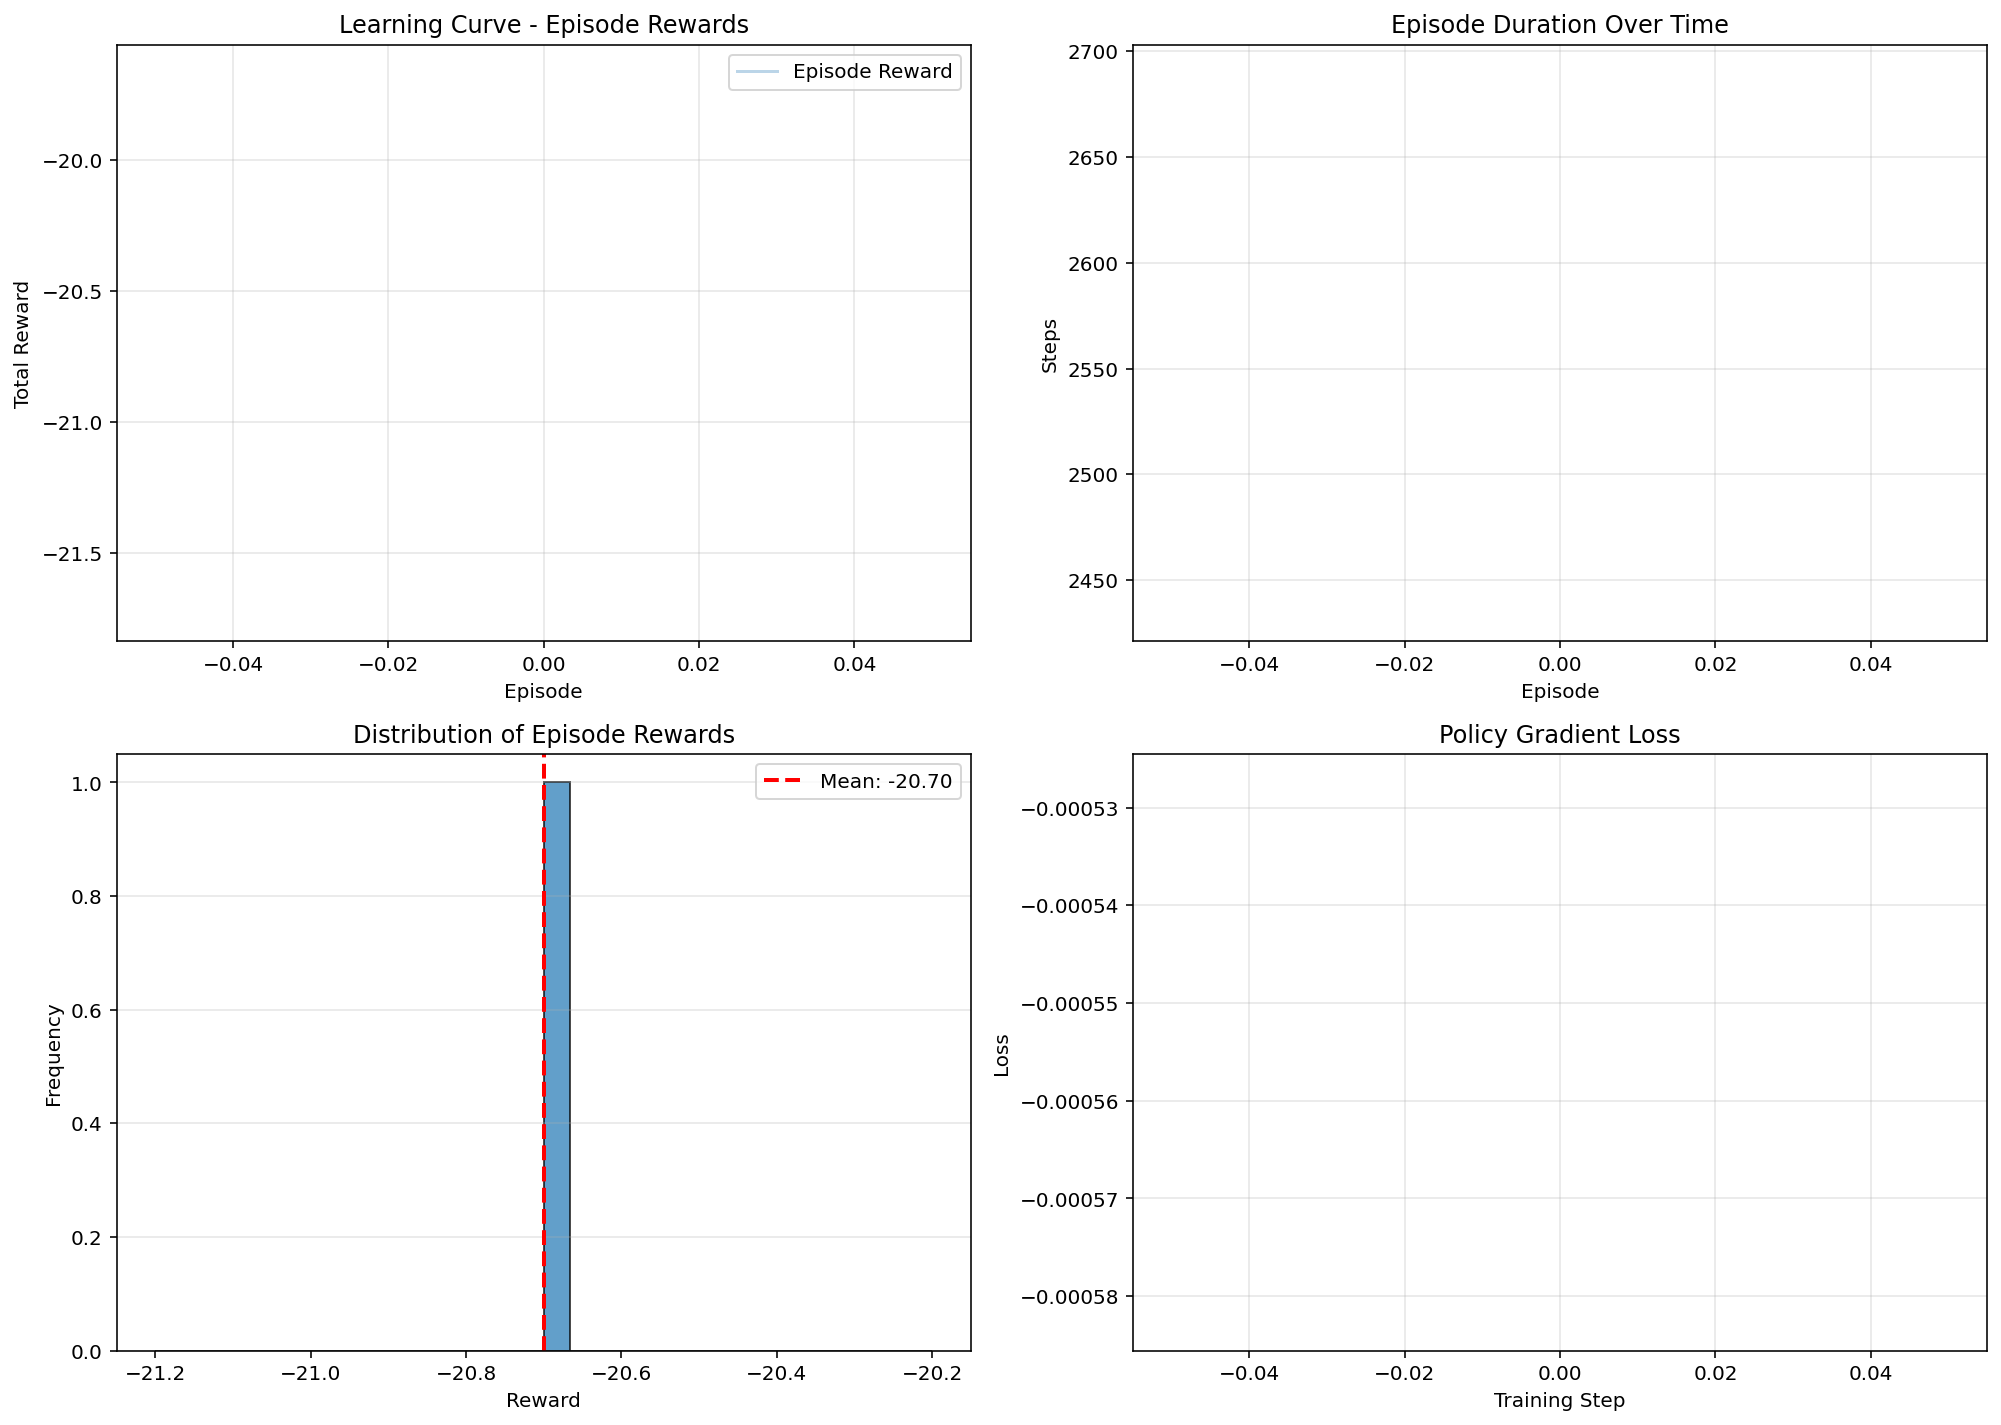 Learning Curve - Episode Rewards
Episode Reward
Total Reward
−20.0
−20.5
−21.0
−21.5
−0.04 −0.02 0.00 0.02 0.04
Episode
Episode Duration Over Time
Steps
2700
2650
2600
2550
2500
2450
−0.04 −0.02 0.00 0.02 0.04
Episode
Distribution of Episode Rewards
Mean: -20.70
Frequency
1.0
0.8
0.6
0.4
0.2
0.0
−21.2 −21.0 −20.8 −20.6 −20.4 −20.2
Reward
Policy Gradient Loss
Loss
−0.00053
−0.00054
−0.00055
−0.00056
−0.00057
−0.00058
−0.04 −0.02 0.00 0.02 0.04
Training Step